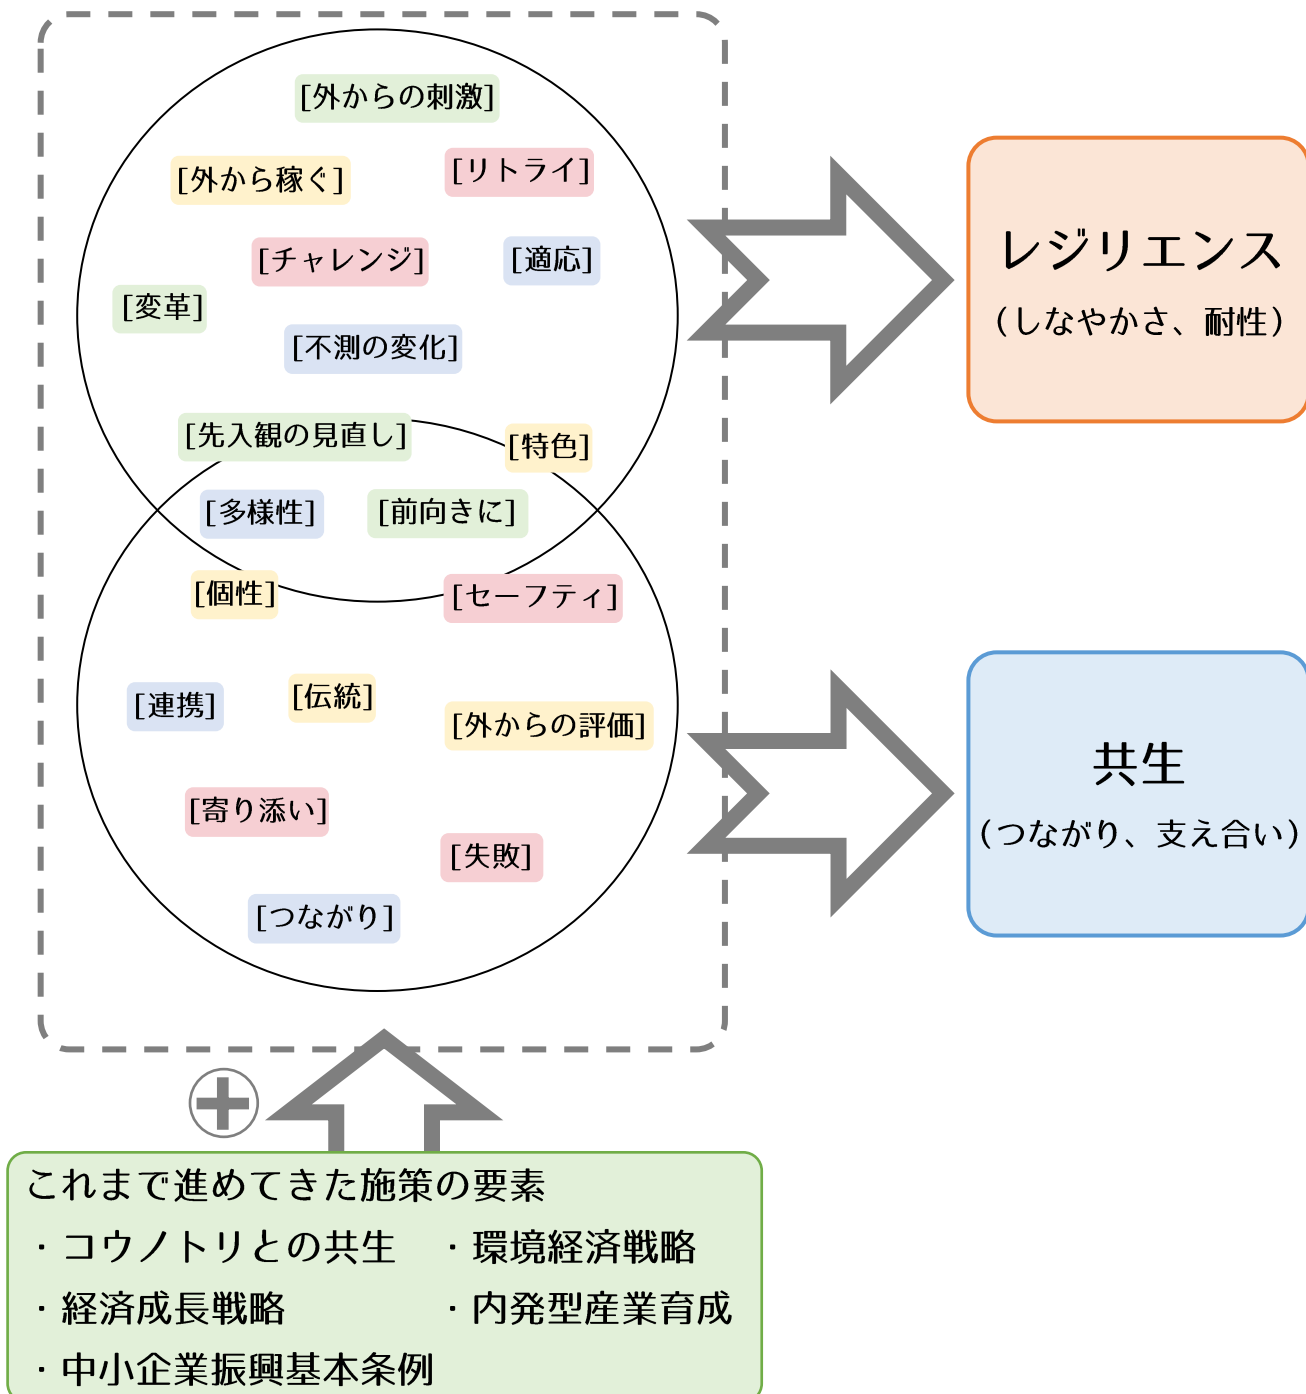 [外からの刺激]
[リトライ]
[外から稼ぐ]
[チャレンジ]
[適応]
[変革]
[不測の変化]
[先入観の見直し]
[特色]
[多様性]
[前向きに]
[個性]
[セーフティ]
[連携]
[伝統]
[外からの評価]
[寄り添い]
[失敗]
[つながり]
レジリエンス
(しなやかさ、耐性)
共生
(つながり、支え合い)
これまで進めてきた施策の要素
・コウノトリとの共生 ・環境経済戦略
・経済成長戦略 ・内発型産業育成
・中小企業振興基本条例